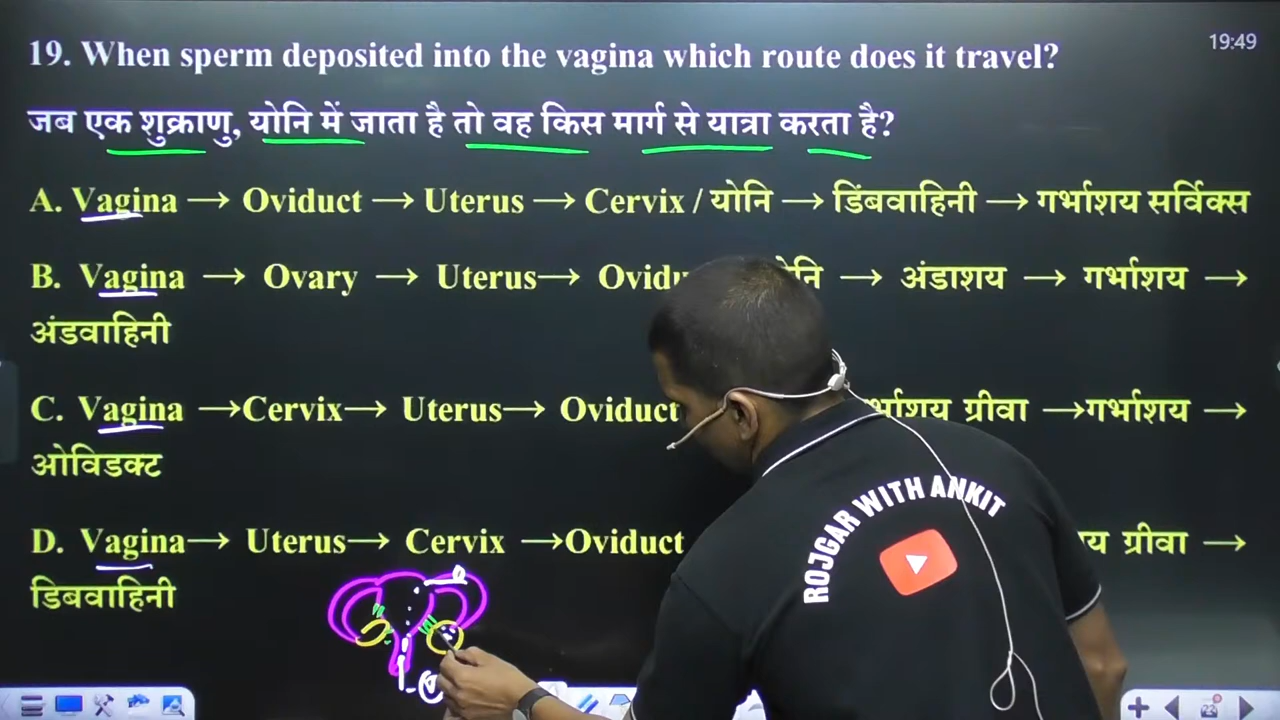 19. When sperm deposited into the vagina which route does it travel?
19:49
जब एक शुक्राणु, योनि में जाता है तो वह किस मार्ग से यात्रा करता है?
A. Vagina → Oviduct → Uterus → Cervix / योनि → डिंबवाहिनी → गर्भाशय सर्विक्स
B. Vagina → Ovary → Uterus→ → अंडाशय → गर्भाशय →
अंडवाहिनी
C. Vagina →Cervix→ Uterus→ Oviduct ग्रीवा →गर्भाशय →
ओविडक्ट
D. Vagina→ Uterus→ Cervix →Oviduct ग्रीवा →
डिबवाहिनी
ROJGAR WITH ANKIT
23